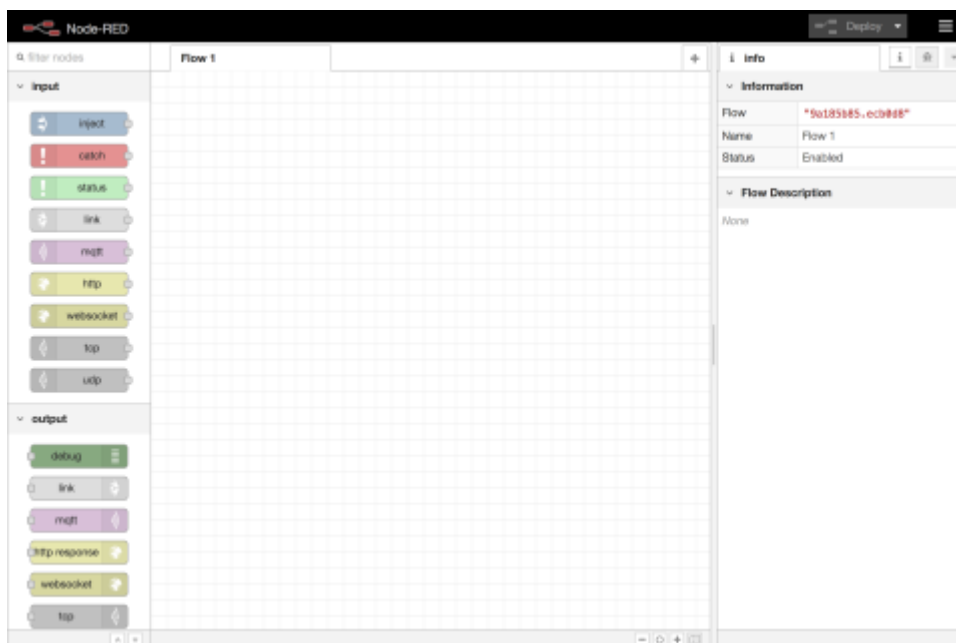 Node-RED
Deploy
filter nodes
Flow 1
info
input
Information
inject
Flow
"9a185b85.ecb0d8"
catch
Name
Flow 1
status
Status
Enabled
link
Flow Description
None
mqtt
http
websocket
tcp
udp
output
debug
link
mqtt
http response
websocket
tcp